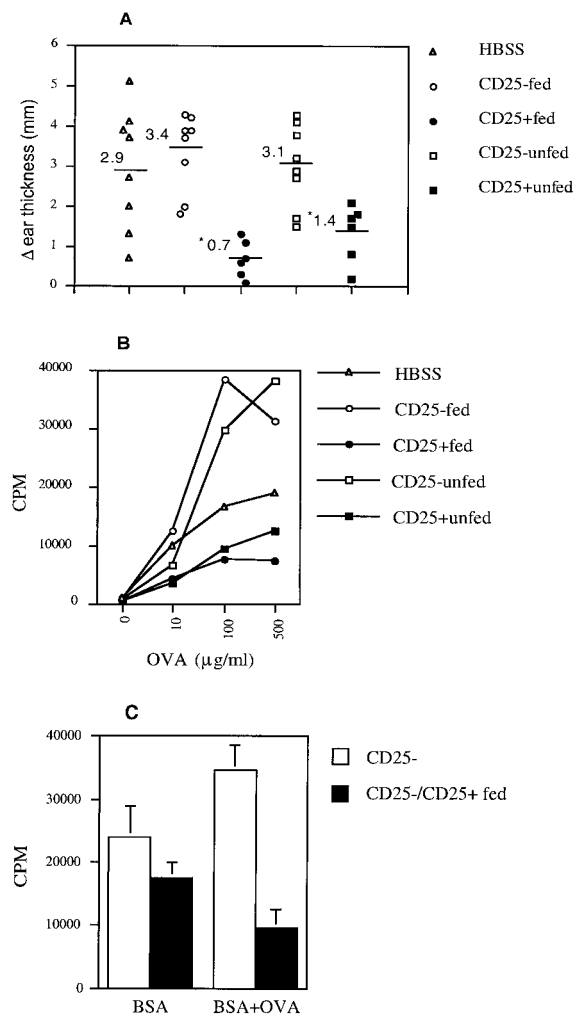 A
Δ ear thickness (mm)
6
5
4
3
2
1
0
2.9
3.4
*0.7
3.1
*1.4
HBSS
CD25-fed
CD25+fed
CD25-unfed
CD25+unfed
B
CPM
40000
30000
20000
10000
0
0
10
100
500
OVA (μg/ml)
HBSS
CD25-fed
CD25+fed
CD25-unfed
CD25+unfed
C
CPM
40000
30000
20000
10000
0
BSA
BSA+OVA
CD25-
CD25-/CD25+ fed